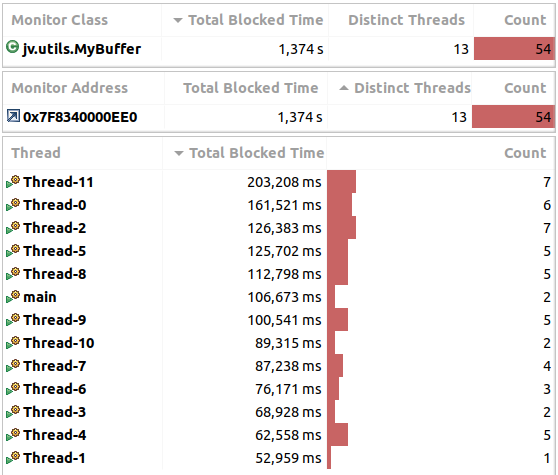 Monitor Class Total Blocked Time Distinct Threads Count
jv.utils.MyBuffer 1,374 s 13 54
Monitor Address Total Blocked Time Distinct Threads Count
0x7F8340000EE0 1,374 s 13 54
Thread Total Blocked Time Count
Thread-11 203,208 ms 7
Thread-0 161,521 ms 6
Thread-2 126,383 ms 7
Thread-5 125,702 ms 5
Thread-8 112,798 ms 5
main 106,673 ms 2
Thread-9 100,541 ms 5
Thread-10 89,315 ms 2
Thread-7 87,238 ms 4
Thread-6 76,171 ms 3
Thread-3 68,928 ms 2
Thread-4 62,558 ms 5
Thread-1 52,959 ms 1